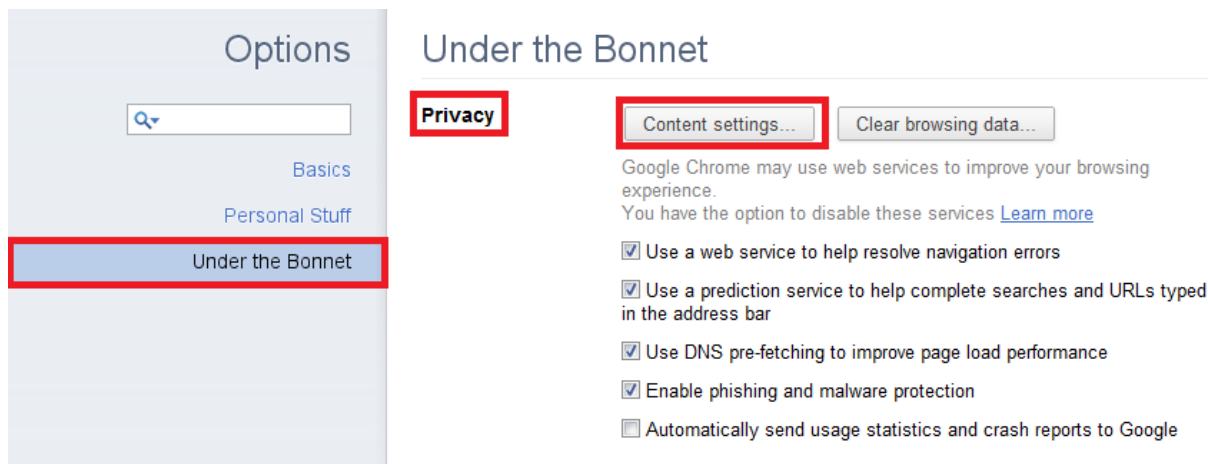 Options
Basics
Personal Stuff
Under the Bonnet
Under the Bonnet
Privacy
Content settings...
Clear browsing data...
Google Chrome may use web services to improve your browsing
experience.
You have the option to disable these services Learn more
Use a web service to help resolve navigation errors
Use a prediction service to help complete searches and URLs typed
in the address bar
Use DNS pre-fetching to improve page load performance
Enable phishing and malware protection
Automatically send usage statistics and crash reports to Google